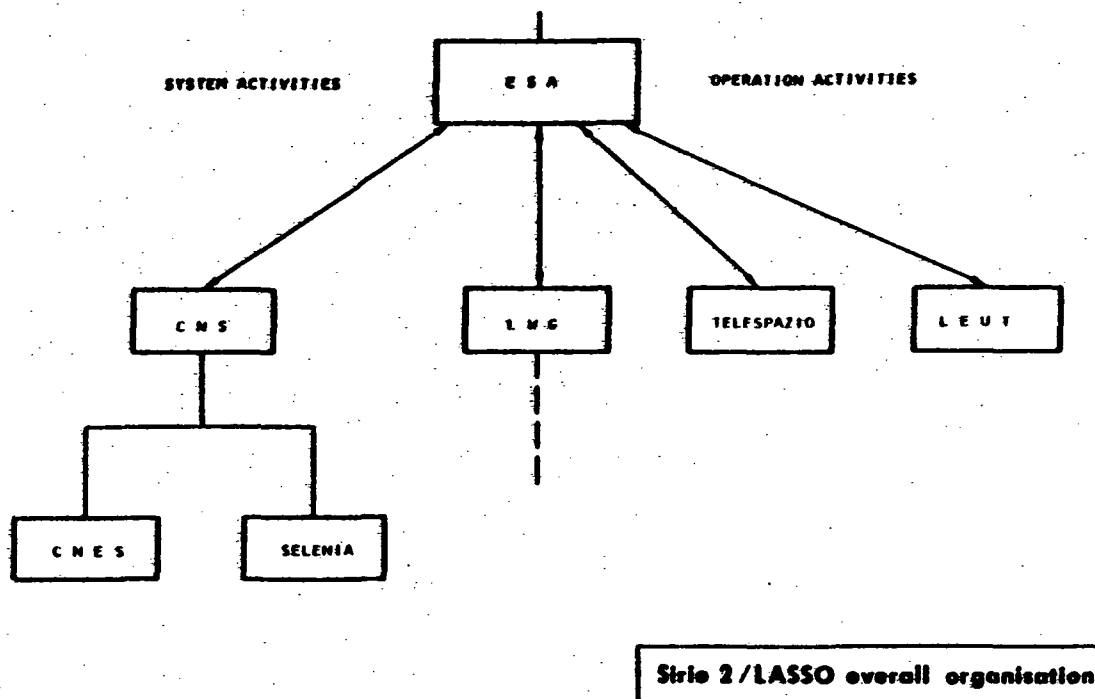 SYSTEM ACTIVITIES
E S A
OPERATION ACTIVITIES
C N S
TELESPAZIO
L E U T
C N E S
SELENIA
Sirio 2/LASSO overall organisation